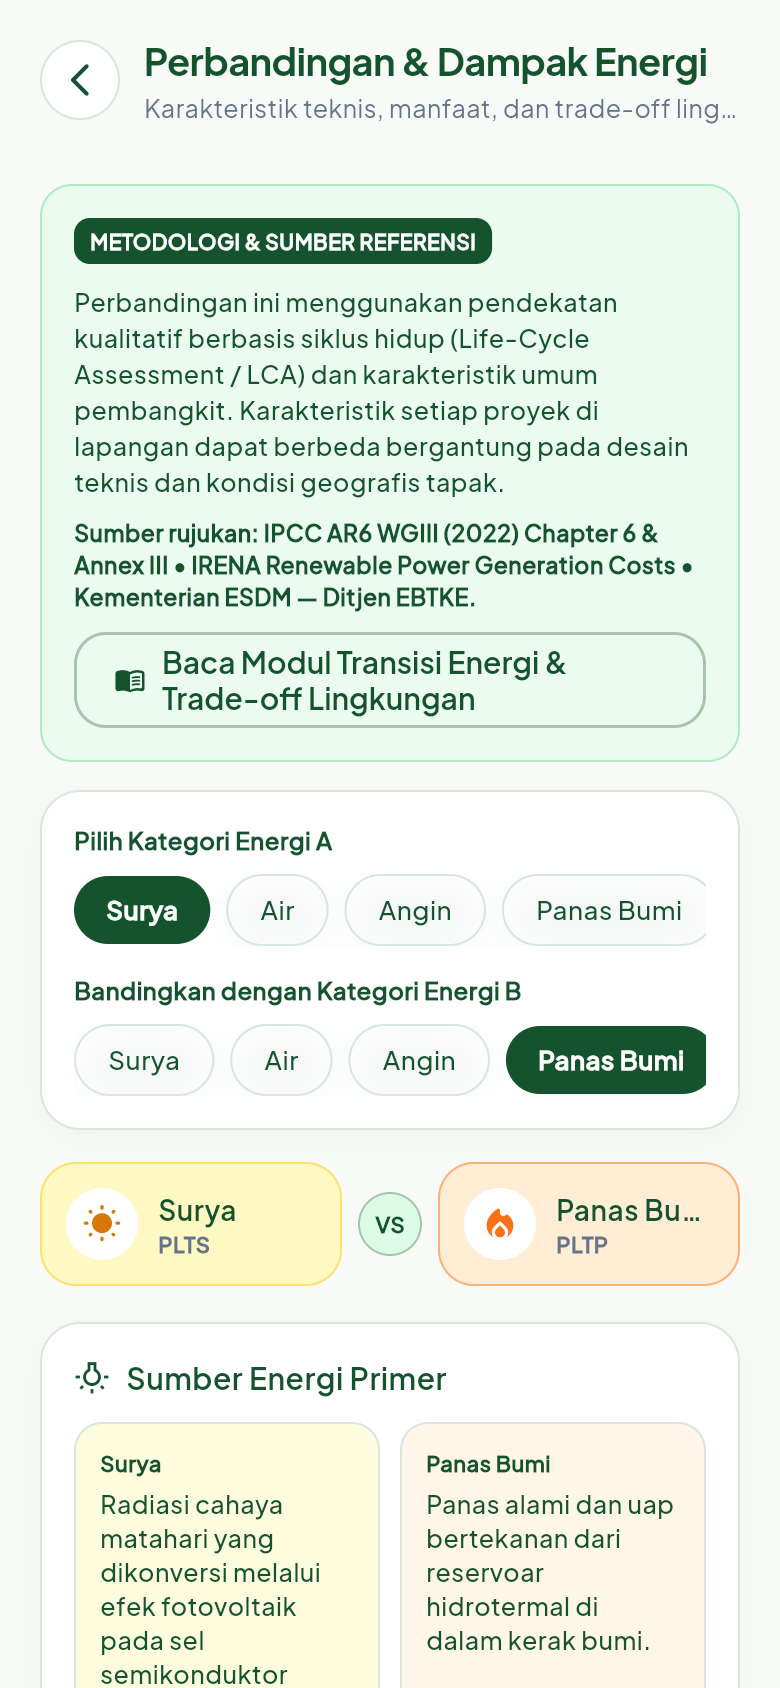 Perbandingan & Dampak Energi
Karakteristik teknis, manfaat, dan trade-off ling...
METODOLOGI & SUMBER REFERENSI
Perbandingan ini menggunakan pendekatan
kualitatif berbasis siklus hidup (Life-Cycle
Assessment / LCA) dan karakteristik umum
pembangkit. Karakteristik setiap proyek di
lapangan dapat berbeda bergantung pada desain
teknis dan kondisi geografis tapak.
Sumber rujukan: IPCC AR6 WGIII (2022) Chapter 6 &
Annex III • IRENA Renewable Power Generation Costs •
Kementerian ESDM — Ditjen EBTKE.
Baca Modul Transisi Energi &
Trade-off Lingkungan
Pilih Kategori Energi A
Surya Air Angin Panas Bumi
Bandingkan dengan Kategori Energi B
Surya Air Angin Panas Bumi
Surya
PLTS
VS
Panas Bu...
PLTP
Sumber Energi Primer
Surya
Radiasi cahaya
matahari yang
dikonversi melalui
efek fotovoltaik
pada sel
semikonduktor
Panas Bumi
Panas alami dan uap
bertekanan dari
reservoar
hidrotermal di
dalam kerak bumi.